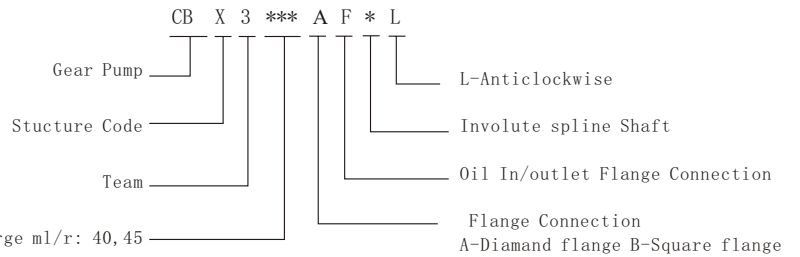 CB X 3 *** A F * L
Gear Pump
L-Anticlockwise
Stucture Code
Involute spline Shaft
Team
Oil In/outlet Flange Connection
ml/r: 40,45
Flange Connection
A-Diamand flange B-Square flange